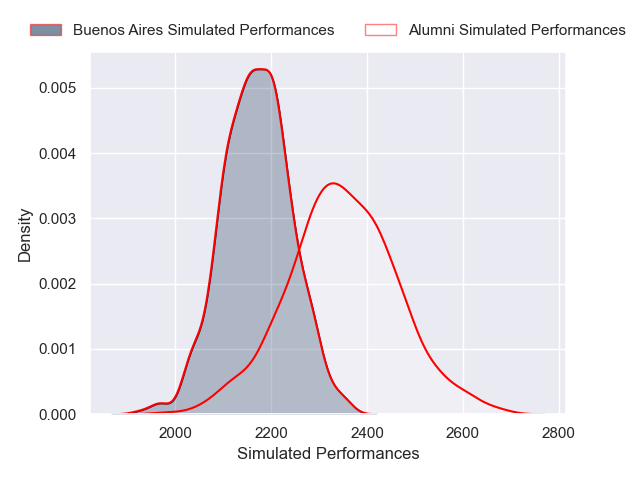 Buenos Aires Simulated Performances Alumni Simulated Performances
0.005
0.004
0.003
0.002
0.001
0.000
Density
2000 2200 2400 2600 2800
Simulated Performances